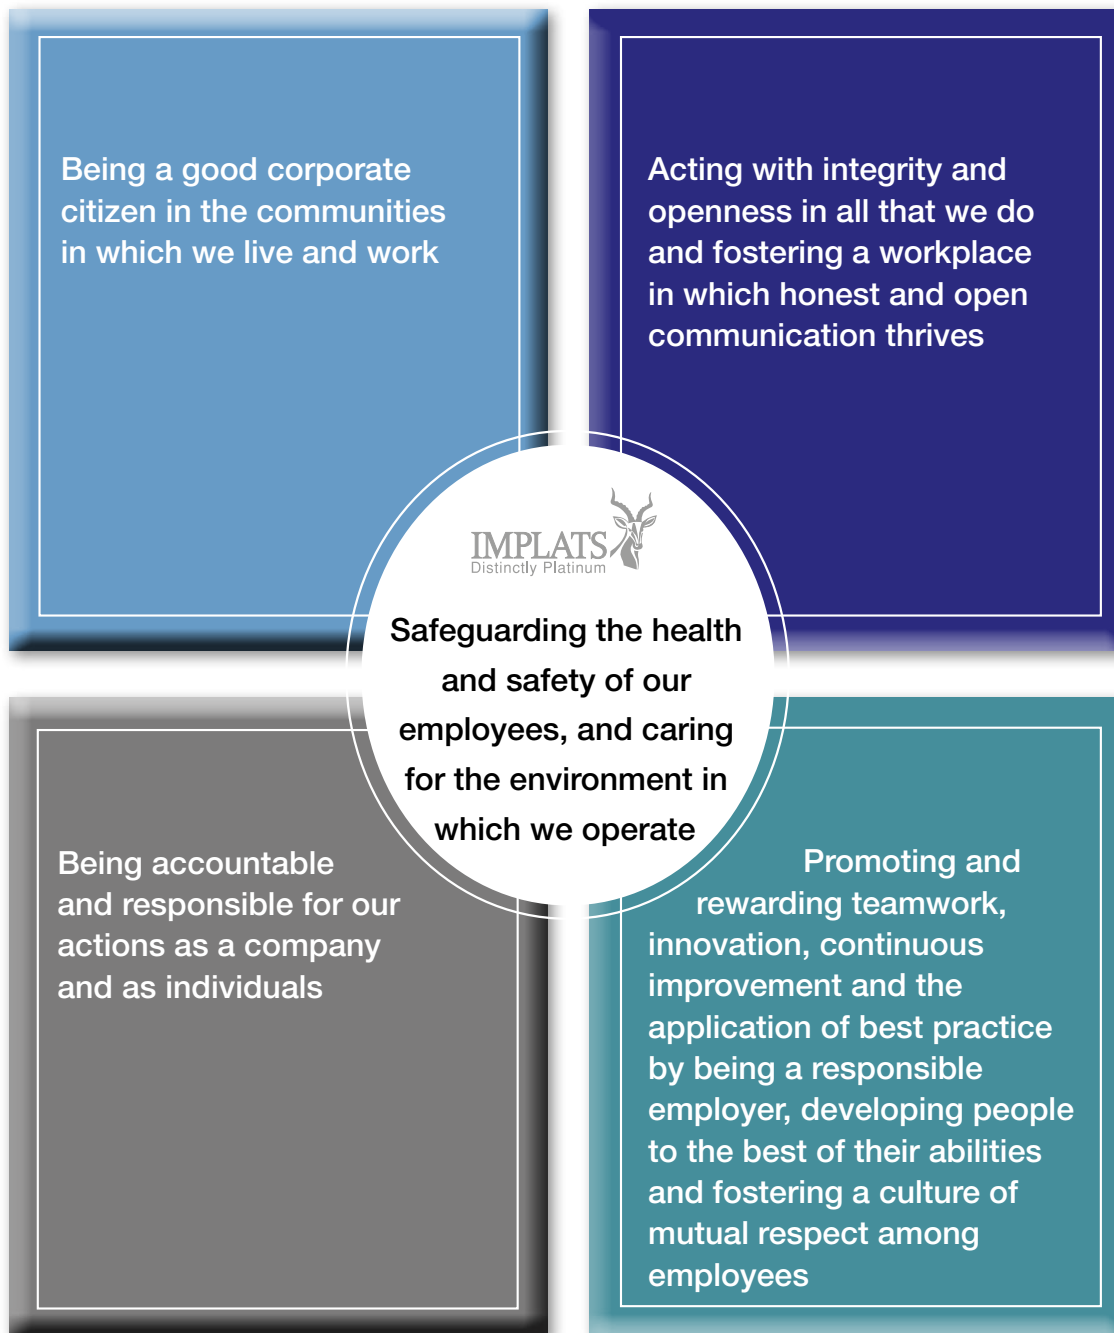 Being a good corporate
citizen in the communities
in which we live and work
Acting with integrity and
openness in all that we do
and fostering a workplace
in which honest and open
communication thrives
IMPLATS
Distinctly Platinum
Safeguarding the health
and safety of our
employees, and caring
for the environment in
which we operate
Being accountable
and responsible for our
actions as a company
and as individuals
Promoting and
rewarding teamwork,
innovation, continuous
improvement and the
application of best practice
by being a responsible
employer, developing people
to the best of their abilities
and fostering a culture of
mutual respect among
employees